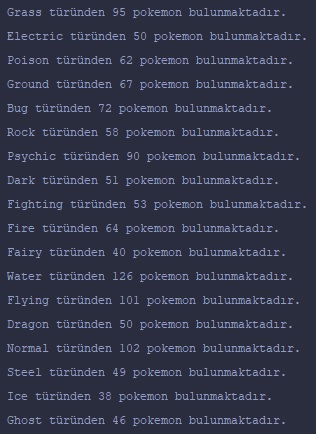 Grass türünden 95 pokemon bulunmaktadır.
Electric türünden 50 pokemon bulunmaktadır.
Poison türünden 62 pokemon bulunmaktadır.
Ground türünden 67 pokemon bulunmaktadır.
Bug türünden 72 pokemon bulunmaktadır.
Rock türünden 58 pokemon bulunmaktadır.
Psychic türünden 90 pokemon bulunmaktadır.
Dark türünden 51 pokemon bulunmaktadır.
Fighting türünden 53 pokemon bulunmaktadır.
Fire türünden 64 pokemon bulunmaktadır.
Fairy türünden 40 pokemon bulunmaktadır.
Water türünden 126 pokemon bulunmaktadır.
Flying türünden 101 pokemon bulunmaktadır.
Dragon türünden 50 pokemon bulunmaktadır.
Normal türünden 102 pokemon bulunmaktadır.
Steel türünden 49 pokemon bulunmaktadır.
Ice türünden 38 pokemon bulunmaktadır.
Ghost türünden 46 pokemon bulunmaktadır.